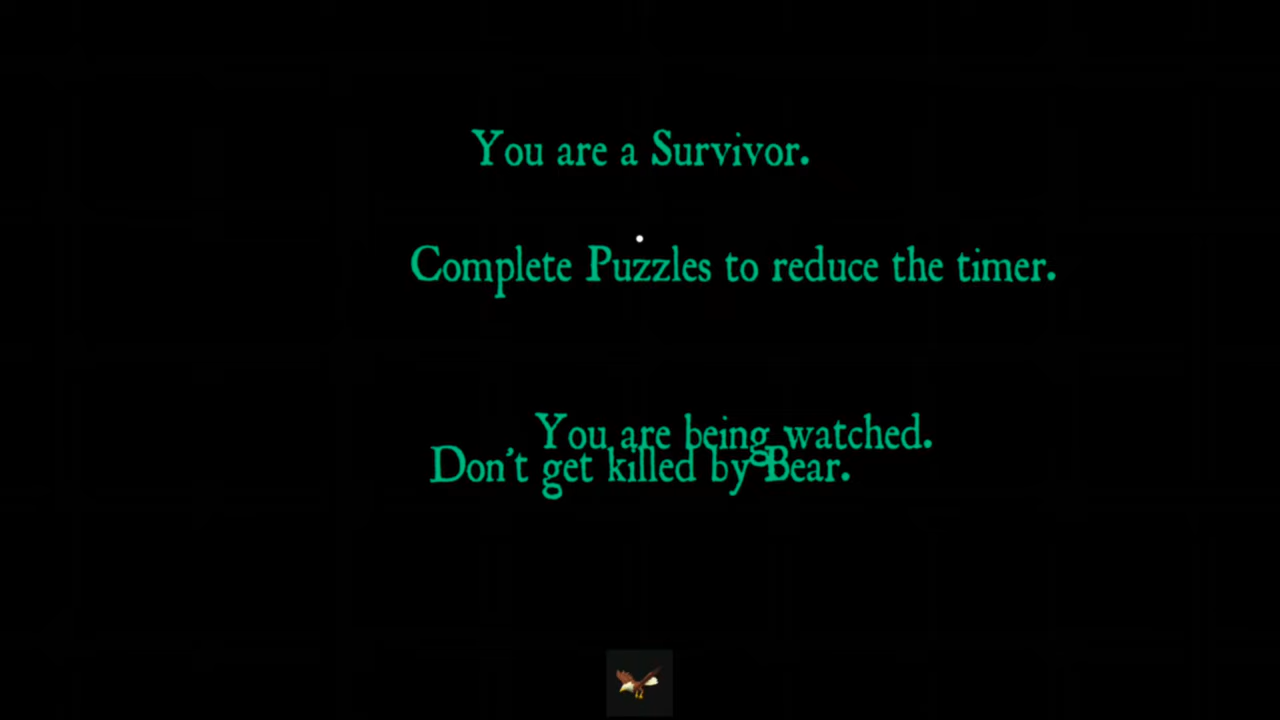 You are a Survivor.
Complete Puzzles to reduce the timer.
You are being watched.
Don't get killed by Bear.